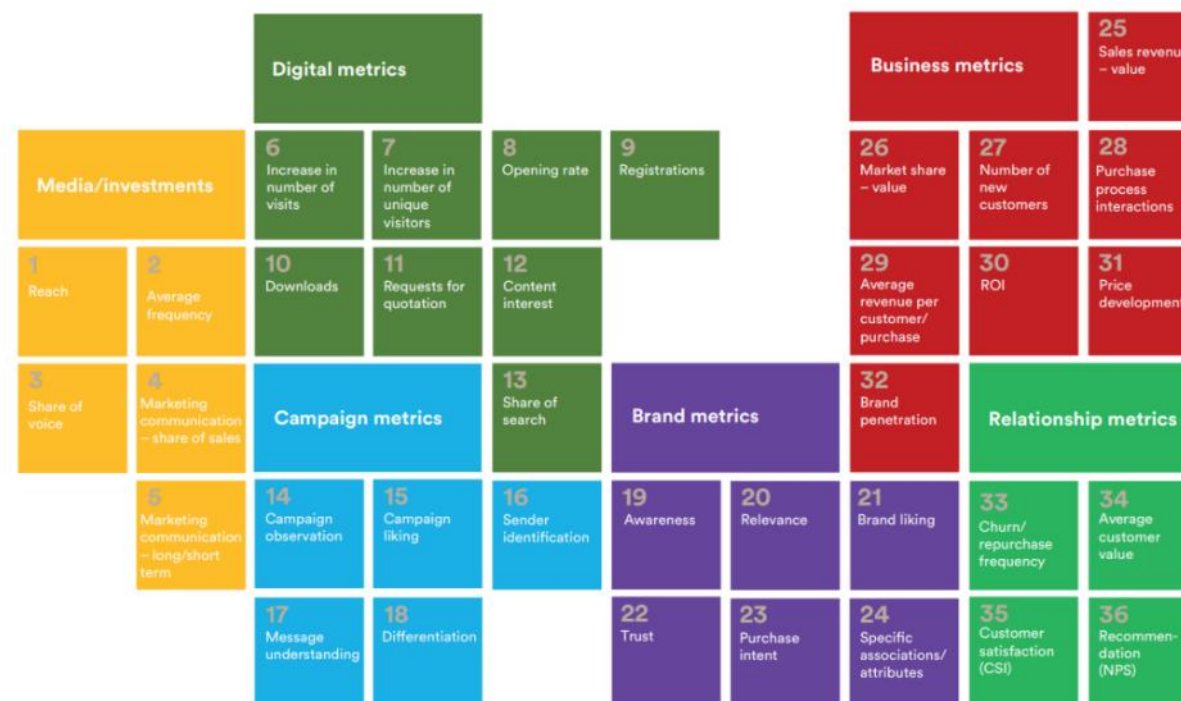 Digital metrics
Business metrics
25
Sales revenue
– value
Media/investments
6
Increase in
number of
visits
7
Increase in
number of
unique
visitors
8
Opening rate
9
Registrations
26
Market share
– value
27
Number of
new
customers
28
Purchase
process
interactions
1
Reach
2
Average
frequency
10
Downloads
11
Requests for
quotation
12
Content
interest
29
Average
revenue per
customer/
purchase
30
ROI
31
Price
development
3
Share of
voice
4
Marketing
communication
– share of sales
Campaign metrics
13
Share of
search
Brand metrics
32
Brand
penetration
Relationship metrics
5
Marketing
communication
– long/short
term
14
Campaign
observation
15
Campaign
liking
16
Sender
identification
19
Awareness
20
Relevance
21
Brand liking
33
Churn/
repurchase
frequency
34
Average
customer
value
17
Message
understanding
18
Differentiation
22
Trust
23
Purchase
intent
24
Specific
associations/
attributes
35
Customer
satisfaction
(CSI)
36
Recommen-
dation
(NPS)